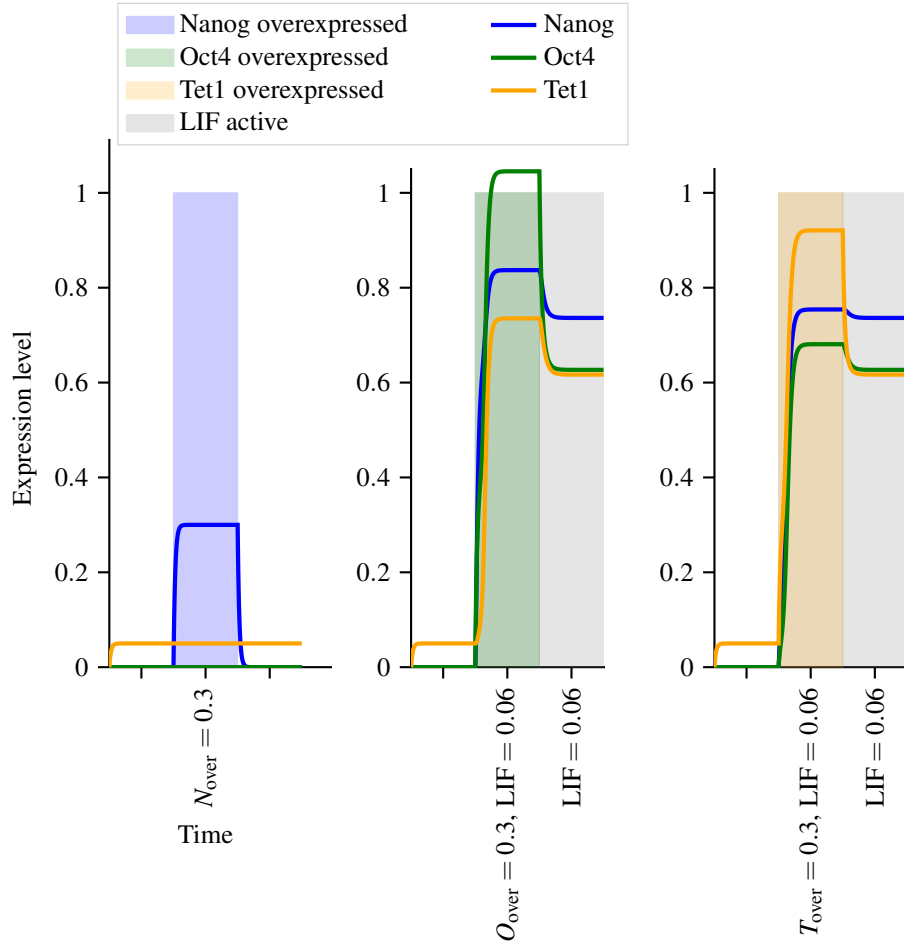 Nanog overexpressed
Oct4 overexpressed
Tet1 overexpressed
LIF active
Nanog
Oct4
Tet1
Expression level
1
0.8
0.6
0.4
0.2
0
N_over = 0.3
Time
1
0.8
0.6
0.4
0.2
0
O_over = 0.3, LIF = 0.06
LIF = 0.06
1
0.8
0.6
0.4
0.2
0
T_over = 0.3, LIF = 0.06
LIF = 0.06